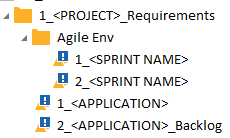 1_<PROJECT>_Requirements
Agile Env
1_<SPRINT NAME>
2_<SPRINT NAME>
1_<APPLICATION>
2_<APPLICATION>_Backlog